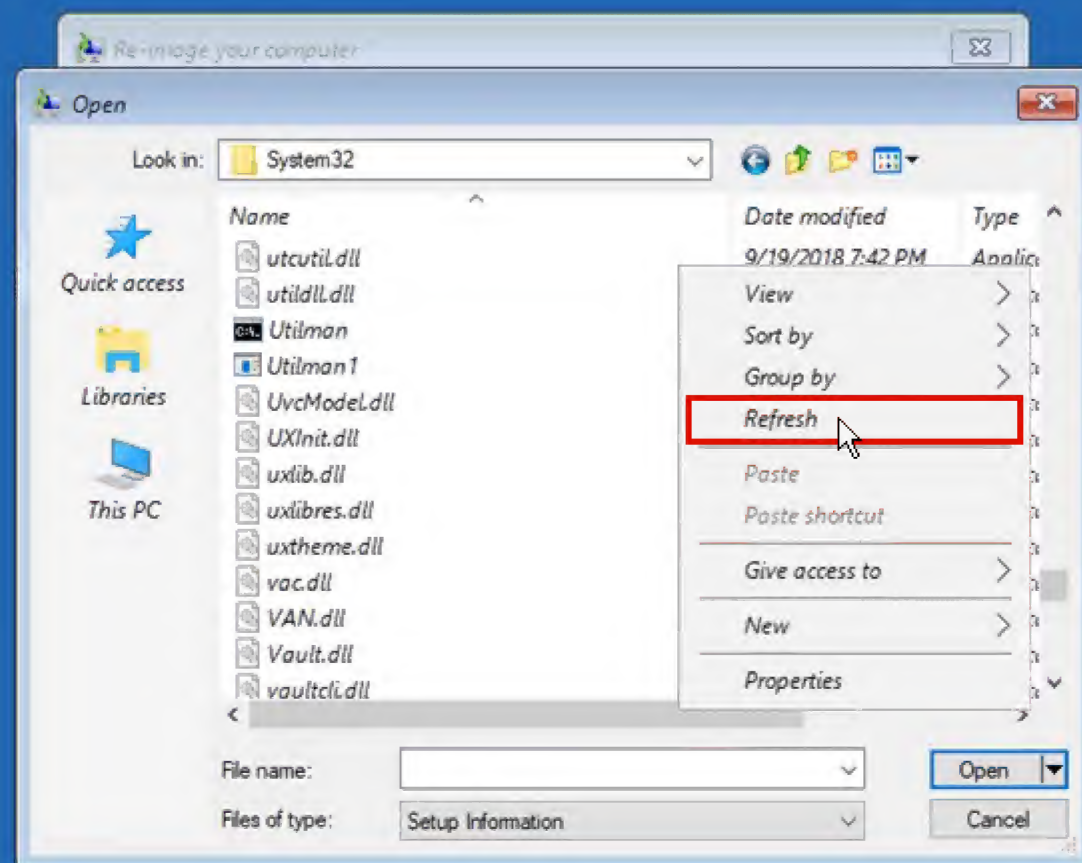 Re-image your computer
Open
Look in: System32
Name Date modified Type
utcutil.dll 9/19/2018 7:42 PM
utildll.dll
Utilman
Utilman1
UvcModel.dll
UXInit.dll
uxlib.dll
uxlibres.dll
uxtheme.dll
vac.dll
VAN.dll
Vault.dll
vaultcli.dll
Quick access
Libraries
This PC
View
Sort by
Group by
Refresh
Paste
Paste shortcut
Give access to
New
Properties
File name:
Open
Files of type: Setup Information
Cancel